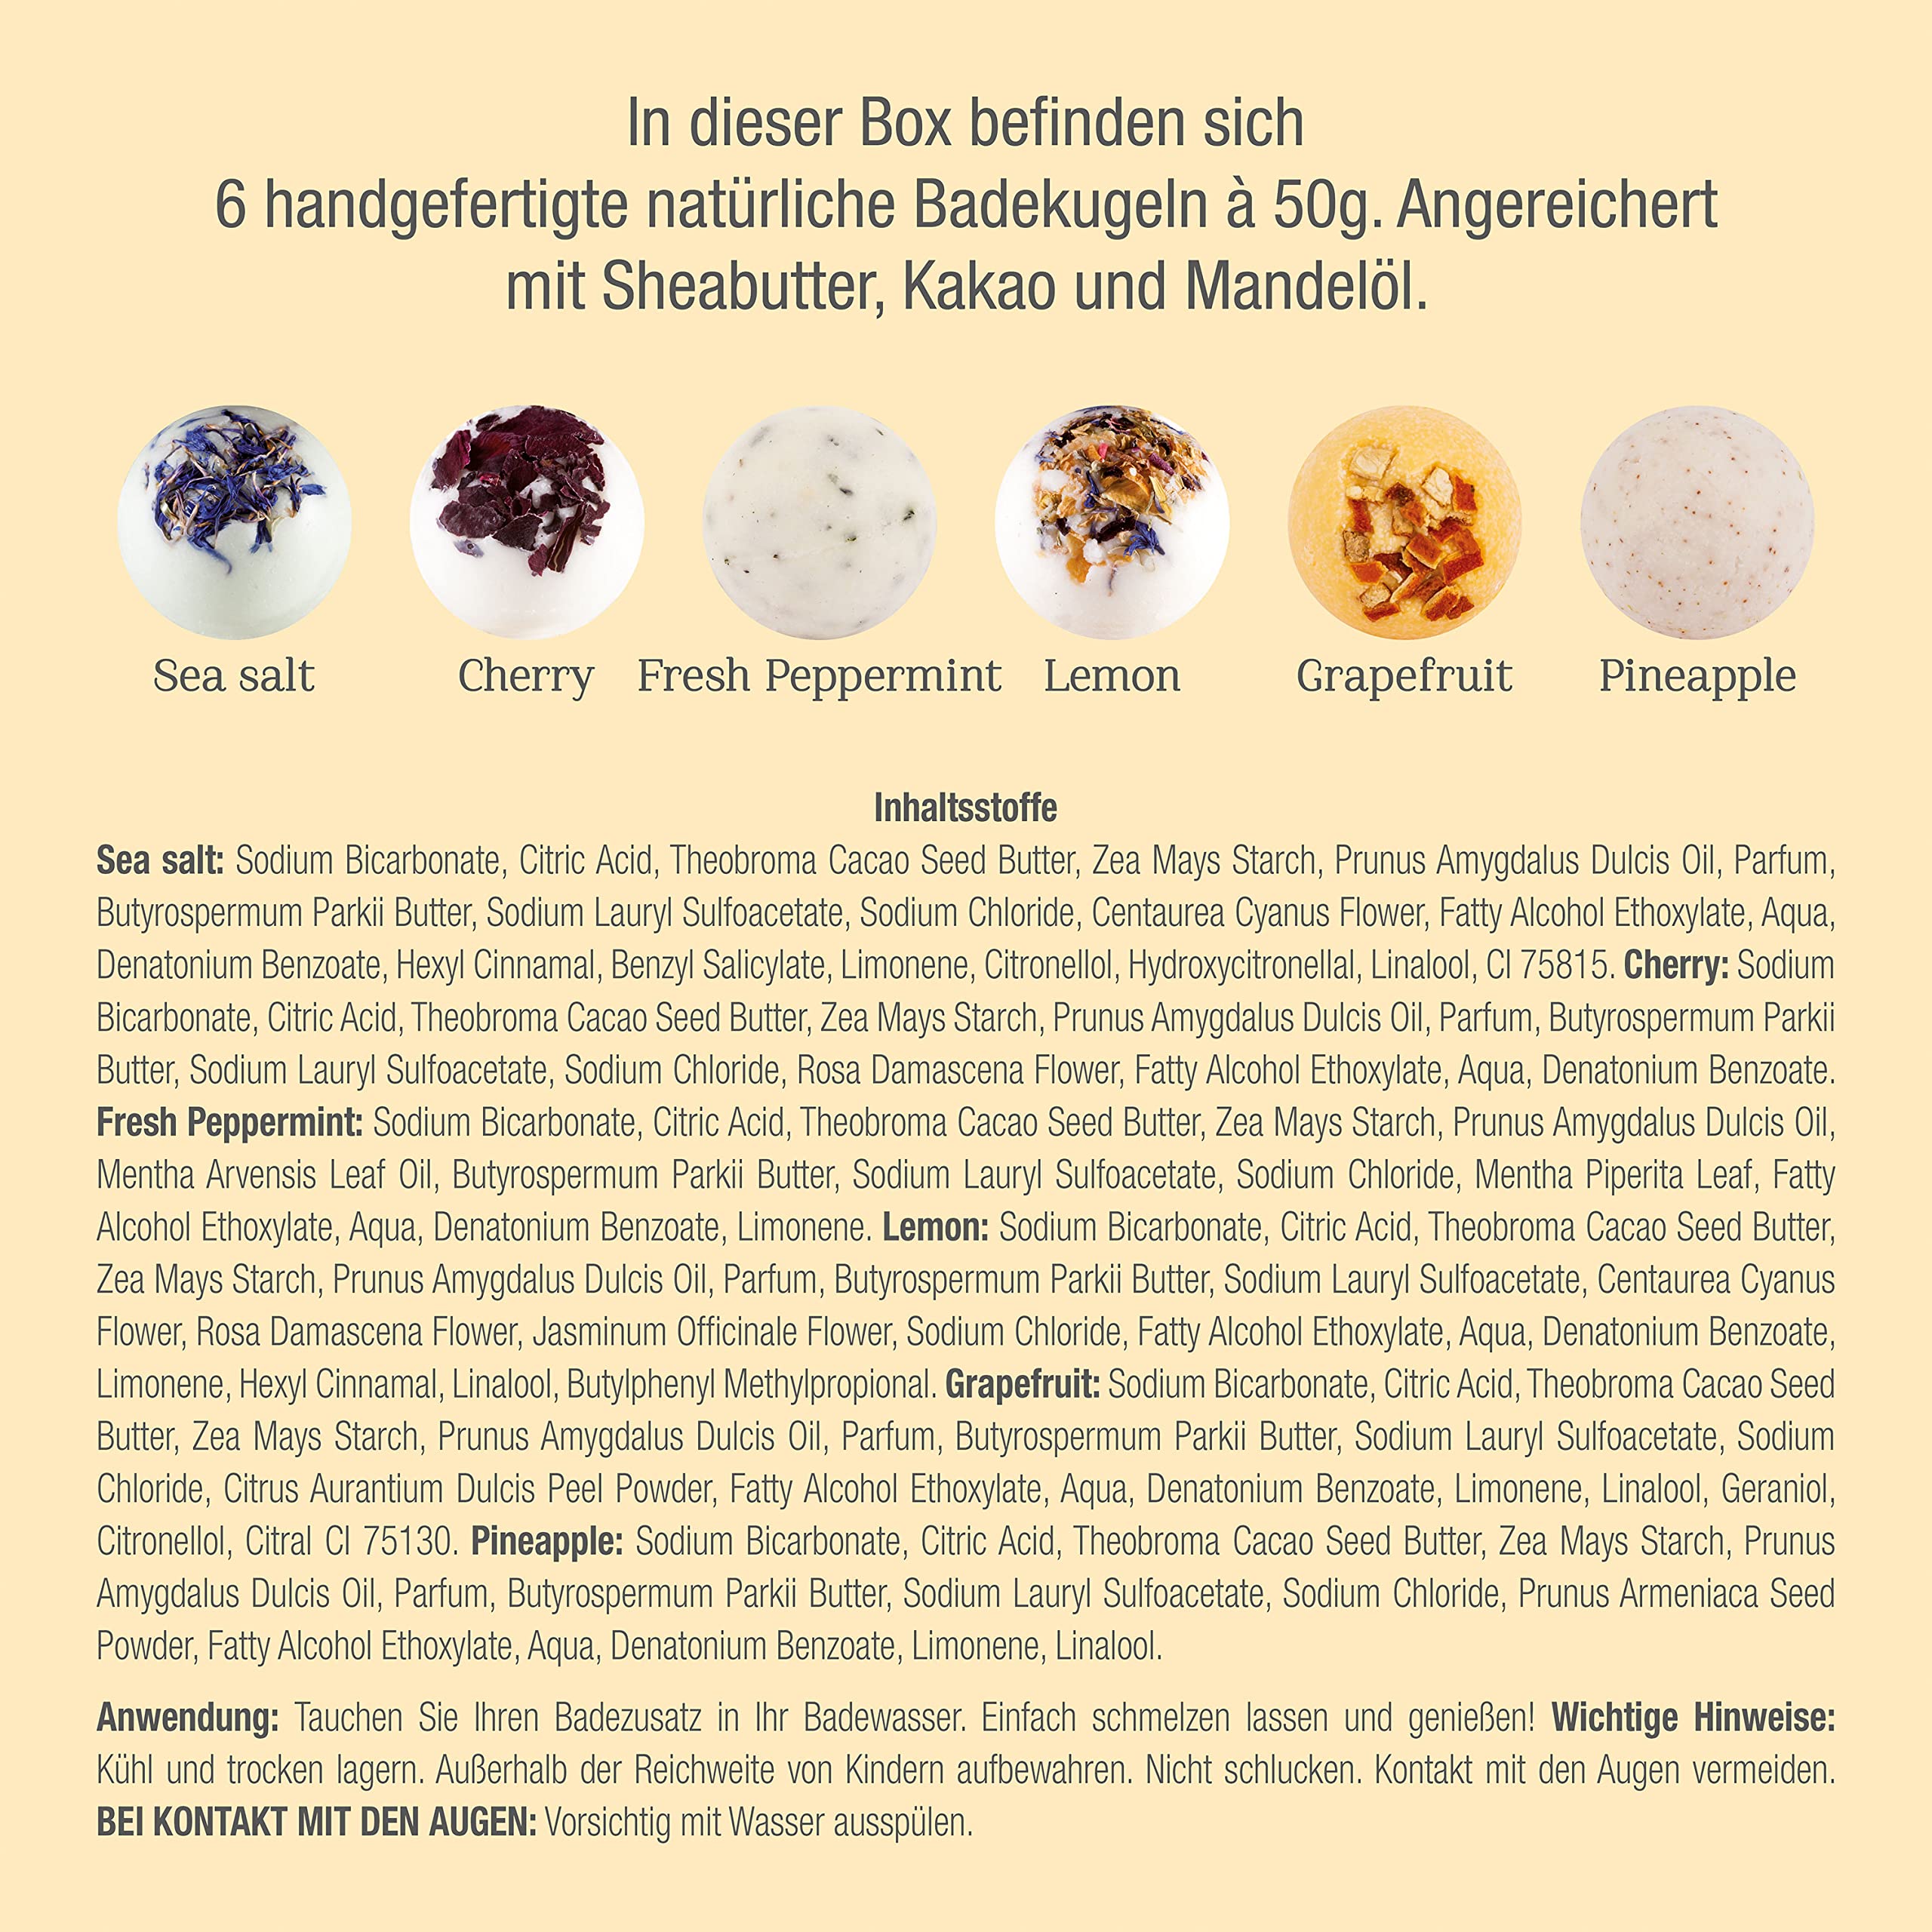 In dieser Box befinden sich
6 handgefertigte natürliche Badekugeln à 50g. Angereichert
mit Sheabutter, Kakao und Mandelöl.
Sea salt
Cherry
Fresh Peppermint
Lemon
Grapefruit
Pineapple
Inhaltsstoffe
Sea salt: Sodium Bicarbonate, Citric Acid, Theobroma Cacao Seed Butter, Zea Mays Starch, Prunus Amygdalus Dulcis Oil, Parfum,
Butyrospermum Parkii Butter, Sodium Lauryl Sulfoacetate, Sodium Chloride, Centaurea Cyanus Flower, Fatty Alcohol Ethoxylate, Aqua,
Denatonium Benzoate, Hexyl Cinnamal, Benzyl Salicylate, Limonene, Citronellol, Hydroxycitronellal, Linalool, CI 75815. Cherry: Sodium
Bicarbonate, Citric Acid, Theobroma Cacao Seed Butter, Zea Mays Starch, Prunus Amygdalus Dulcis Oil, Parfum, Butyrospermum Parkii
Butter, Sodium Lauryl Sulfoacetate, Sodium Chloride, Rosa Damascena Flower, Fatty Alcohol Ethoxylate, Aqua, Denatonium Benzoate.
Fresh Peppermint: Sodium Bicarbonate, Citric Acid, Theobroma Cacao Seed Butter, Zea Mays Starch, Prunus Amygdalus Dulcis Oil,
Mentha Arvensis Leaf Oil, Butyrospermum Parkii Butter, Sodium Lauryl Sulfoacetate, Sodium Chloride, Mentha Piperita Leaf, Fatty
Alcohol Ethoxylate, Aqua, Denatonium Benzoate, Limonene. Lemon: Sodium Bicarbonate, Citric Acid, Theobroma Cacao Seed Butter,
Zea Mays Starch, Prunus Amygdalus Dulcis Oil, Parfum, Butyrospermum Parkii Butter, Sodium Lauryl Sulfoacetate, Centaurea Cyanus
Flower, Rosa Damascena Flower, Jasminum Officinale Flower, Sodium Chloride, Fatty Alcohol Ethoxylate, Aqua, Denatonium Benzoate,
Limonene, Hexyl Cinnamal, Linalool, Butylphenyl Methylpropional. Grapefruit: Sodium Bicarbonate, Citric Acid, Theobroma Cacao Seed
Butter, Zea Mays Starch, Prunus Amygdalus Dulcis Oil, Parfum, Butyrospermum Parkii Butter, Sodium Lauryl Sulfoacetate, Sodium
Chloride, Citrus Aurantium Dulcis Peel Powder, Fatty Alcohol Ethoxylate, Aqua, Denatonium Benzoate, Limonene, Linalool, Geraniol,
Citronellol, Citral CI 75130. Pineapple: Sodium Bicarbonate, Citric Acid, Theobroma Cacao Seed Butter, Zea Mays Starch, Prunus
Amygdalus Dulcis Oil, Parfum, Butyrospermum Parkii Butter, Sodium Lauryl Sulfoacetate, Sodium Chloride, Prunus Armeniaca Seed
Powder, Fatty Alcohol Ethoxylate, Aqua, Denatonium Benzoate, Limonene, Linalool.
Anwendung: Tauchen Sie Ihren Badezusatz in Ihr Badewasser. Einfach schmelzen lassen und genießen! Wichtige Hinweise:
Kühl und trocken lagern. Außerhalb der Reichweite von Kindern aufbewahren. Nicht schlucken. Kontakt mit den Augen vermeiden.
BEI KONTAKT MIT DEN AUGEN: Vorsichtig mit Wasser ausspülen.